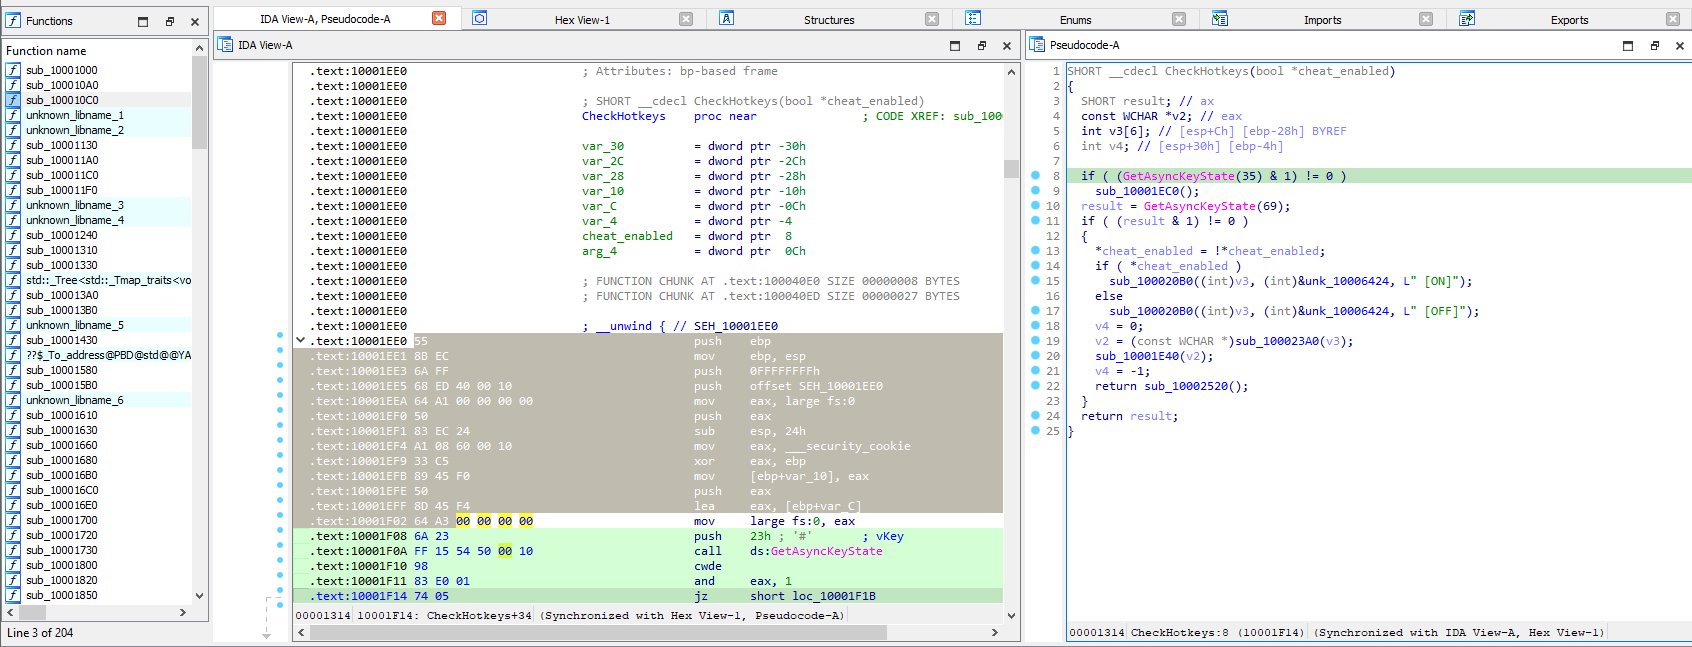 Functions
Function name
sub_10001000
sub_100010A0
sub_100010C0
unknown_libname_1
unknown_libname_2
sub_10001130
sub_100011A0
sub_100011C0
sub_100011F0
unknown_libname_3
unknown_libname_4
sub_10001240
sub_10001310
sub_10001330
std::_Tree<std::_Tmap_traits<vo
sub_100013A0
sub_100013B0
unknown_libname_5
sub_10001430
??$_To_address@PBD@std@@YA
sub_10001580
sub_100015B0
unknown_libname_6
sub_10001610
sub_10001630
sub_10001660
sub_10001680
sub_100016B0
sub_100016C0
sub_100016E0
sub_10001700
sub_10001720
sub_10001730
sub_10001800
sub_10001820
sub_10001850
Line 3 of 204
IDA View-A, Pseudocode-A
Hex View-1
Structures
Enums
Imports
Exports
IDA View-A
.text:10001EE0 ; Attributes: bp-based frame
.text:10001EE0
.text:10001EE0 ; SHORT __cdecl CheckHotkeys(bool *cheat_enabled)
.text:10001EE0 CheckHotkeys proc near ; CODE XREF: sub_100
.text:10001EE0
.text:10001EE0 var_30 = dword ptr -30h
.text:10001EE0 var_2C = dword ptr -2Ch
.text:10001EE0 var_28 = dword ptr -28h
.text:10001EE0 var_10 = dword ptr -10h
.text:10001EE0 var_C = dword ptr -0Ch
.text:10001EE0 var_4 = dword ptr -4
.text:10001EE0 cheat_enabled = dword ptr 8
.text:10001EE0 arg_4 = dword ptr 0Ch
.text:10001EE0
.text:10001EE0 ; FUNCTION CHUNK AT .text:100040E0 SIZE 00000008 BYTES
.text:10001EE0 ; FUNCTION CHUNK AT .text:100040ED SIZE 00000027 BYTES
.text:10001EE0
.text:10001EE0 ; __unwind { // SEH_10001EE0
.text:10001EE0 55 push ebp
.text:10001EE1 8B EC mov ebp, esp
.text:10001EE3 6A FF push 0FFFFFFFFh
.text:10001EE5 68 ED 40 00 10 push offset SEH_10001EE0
.text:10001EEA 64 A1 00 00 00 00 mov eax, large fs:0
.text:10001EF0 50 push eax
.text:10001EF1 83 EC 24 sub esp, 24h
.text:10001EF4 A1 08 60 00 10 mov eax, ___security_cookie
.text:10001EF9 33 C5 xor eax, ebp
.text:10001EFB 89 45 F0 mov [ebp+var_10], eax
.text:10001EFE 50 push eax
.text:10001EFF 8D 45 F4 lea eax, [ebp+var_C]
.text:10001F02 64 A3 00 00 00 00 mov large fs:0, eax
.text:10001F08 6A 23 push 23h ; '#' ; vKey
.text:10001F0A FF 15 54 50 00 10 call ds:GetAsyncKeyState
.text:10001F10 98 cwde
.text:10001F11 83 E0 01 and eax, 1
.text:10001F14 74 05 jz short loc_10001F1B
00001314 10001F14: CheckHotkeys+34 (Synchronized with Hex View-1, Pseudocode-A)
Pseudocode-A
1 SHORT __cdecl CheckHotkeys(bool *cheat_enabled)
2 {
3 SHORT result; // ax
4 const WCHAR *v2; // eax
5 int v3[6]; // [esp+Ch] [ebp-28h] BYREF
6 int v4; // [esp+30h] [ebp-4h]
7
8 if ( (GetAsyncKeyState(35) & 1) != 0 )
9 sub_10001EC0();
10 result = GetAsyncKeyState(69);
11 if ( (result & 1) != 0 )
12 {
13 *cheat_enabled = !*cheat_enabled;
14 if ( *cheat_enabled )
15 sub_100020B0((int)v3, (int)&unk_10006424, L" [ON]");
16 else
17 sub_100020B0((int)v3, (int)&unk_10006424, L" [OFF]");
18 v4 = 0;
19 v2 = (const WCHAR *)sub_100023A0(v3);
20 sub_10001E40(v2);
21 v4 = -1;
22 return sub_10002520();
23 }
24 return result;
25 }
00001314 CheckHotkeys:8 (10001F14) (Synchronized with IDA View-A, Hex View-1)